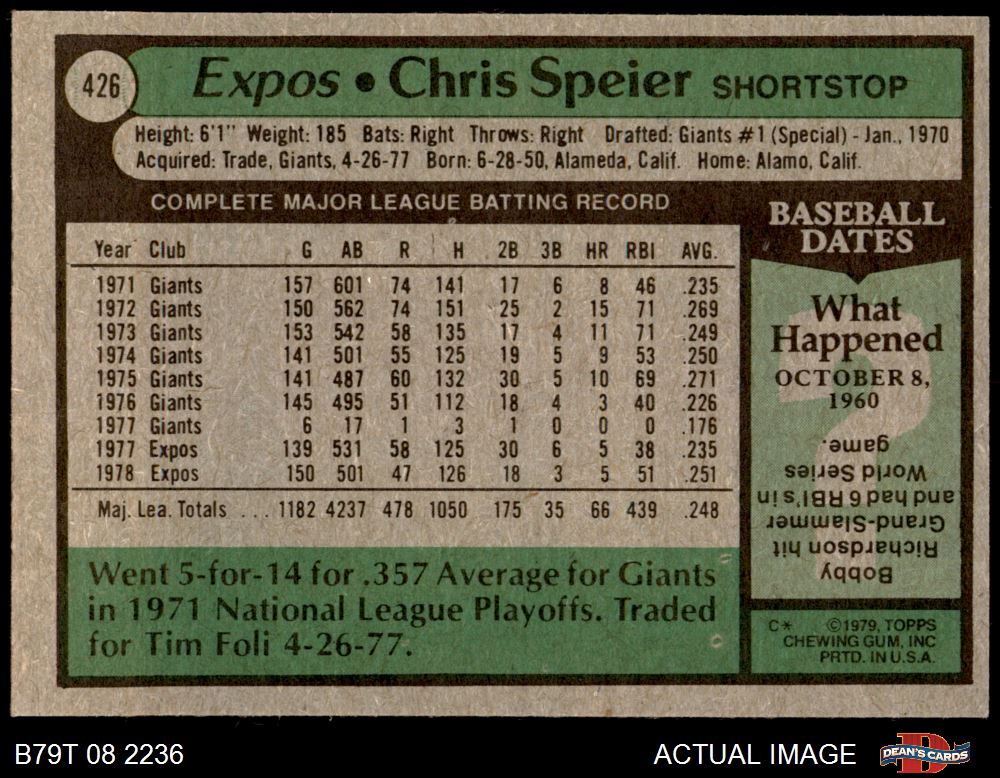 426
Expos • Chris Speier SHORTSTOP
Height: 6'1" Weight: 185 Bats: Right Throws: Right Drafted: Giants #1 (Special) - Jan., 1970
Acquired: Trade, Giants, 4-26-77 Born: 6-28-50, Alameda, Calif. Home: Alamo, Calif.
COMPLETE MAJOR LEAGUE BATTING RECORD
Year Club G AB R H 2B 3B HR RBI AVG.
1971 Giants 157 601 74 141 17 6 8 46 .235
1972 Giants 150 562 74 151 25 2 15 71 .269
1973 Giants 153 542 58 135 17 4 11 71 .249
1974 Giants 141 501 55 125 19 5 9 53 .250
1975 Giants 141 487 60 132 30 5 10 69 .271
1976 Giants 145 495 51 112 18 4 3 40 .226
1977 Giants 6 17 1 3 1 0 0 0 .176
1977 Expos 139 531 58 125 30 6 5 38 .235
1978 Expos 150 501 47 126 18 3 5 51 .251
Maj. Lea. Totals ... 1182 4237 478 1050 175 35 66 439 .248
Went 5-for-14 for .357 Average for Giants
in 1971 National League Playoffs. Traded
for Tim Foli 4-26-77.
BASEBALL
DATES
What
Happened
OCTOBER 8,
1960
?
Bobby
Richardson hit
Grand-Slammer
and had 6 RBI's in
World Series
game.
C* ©1979, TOPPS
CHEWING GUM, INC
PRTD. IN U.S.A.
B79T 08 2236
ACTUAL IMAGE
D
DEAN'S CARDS